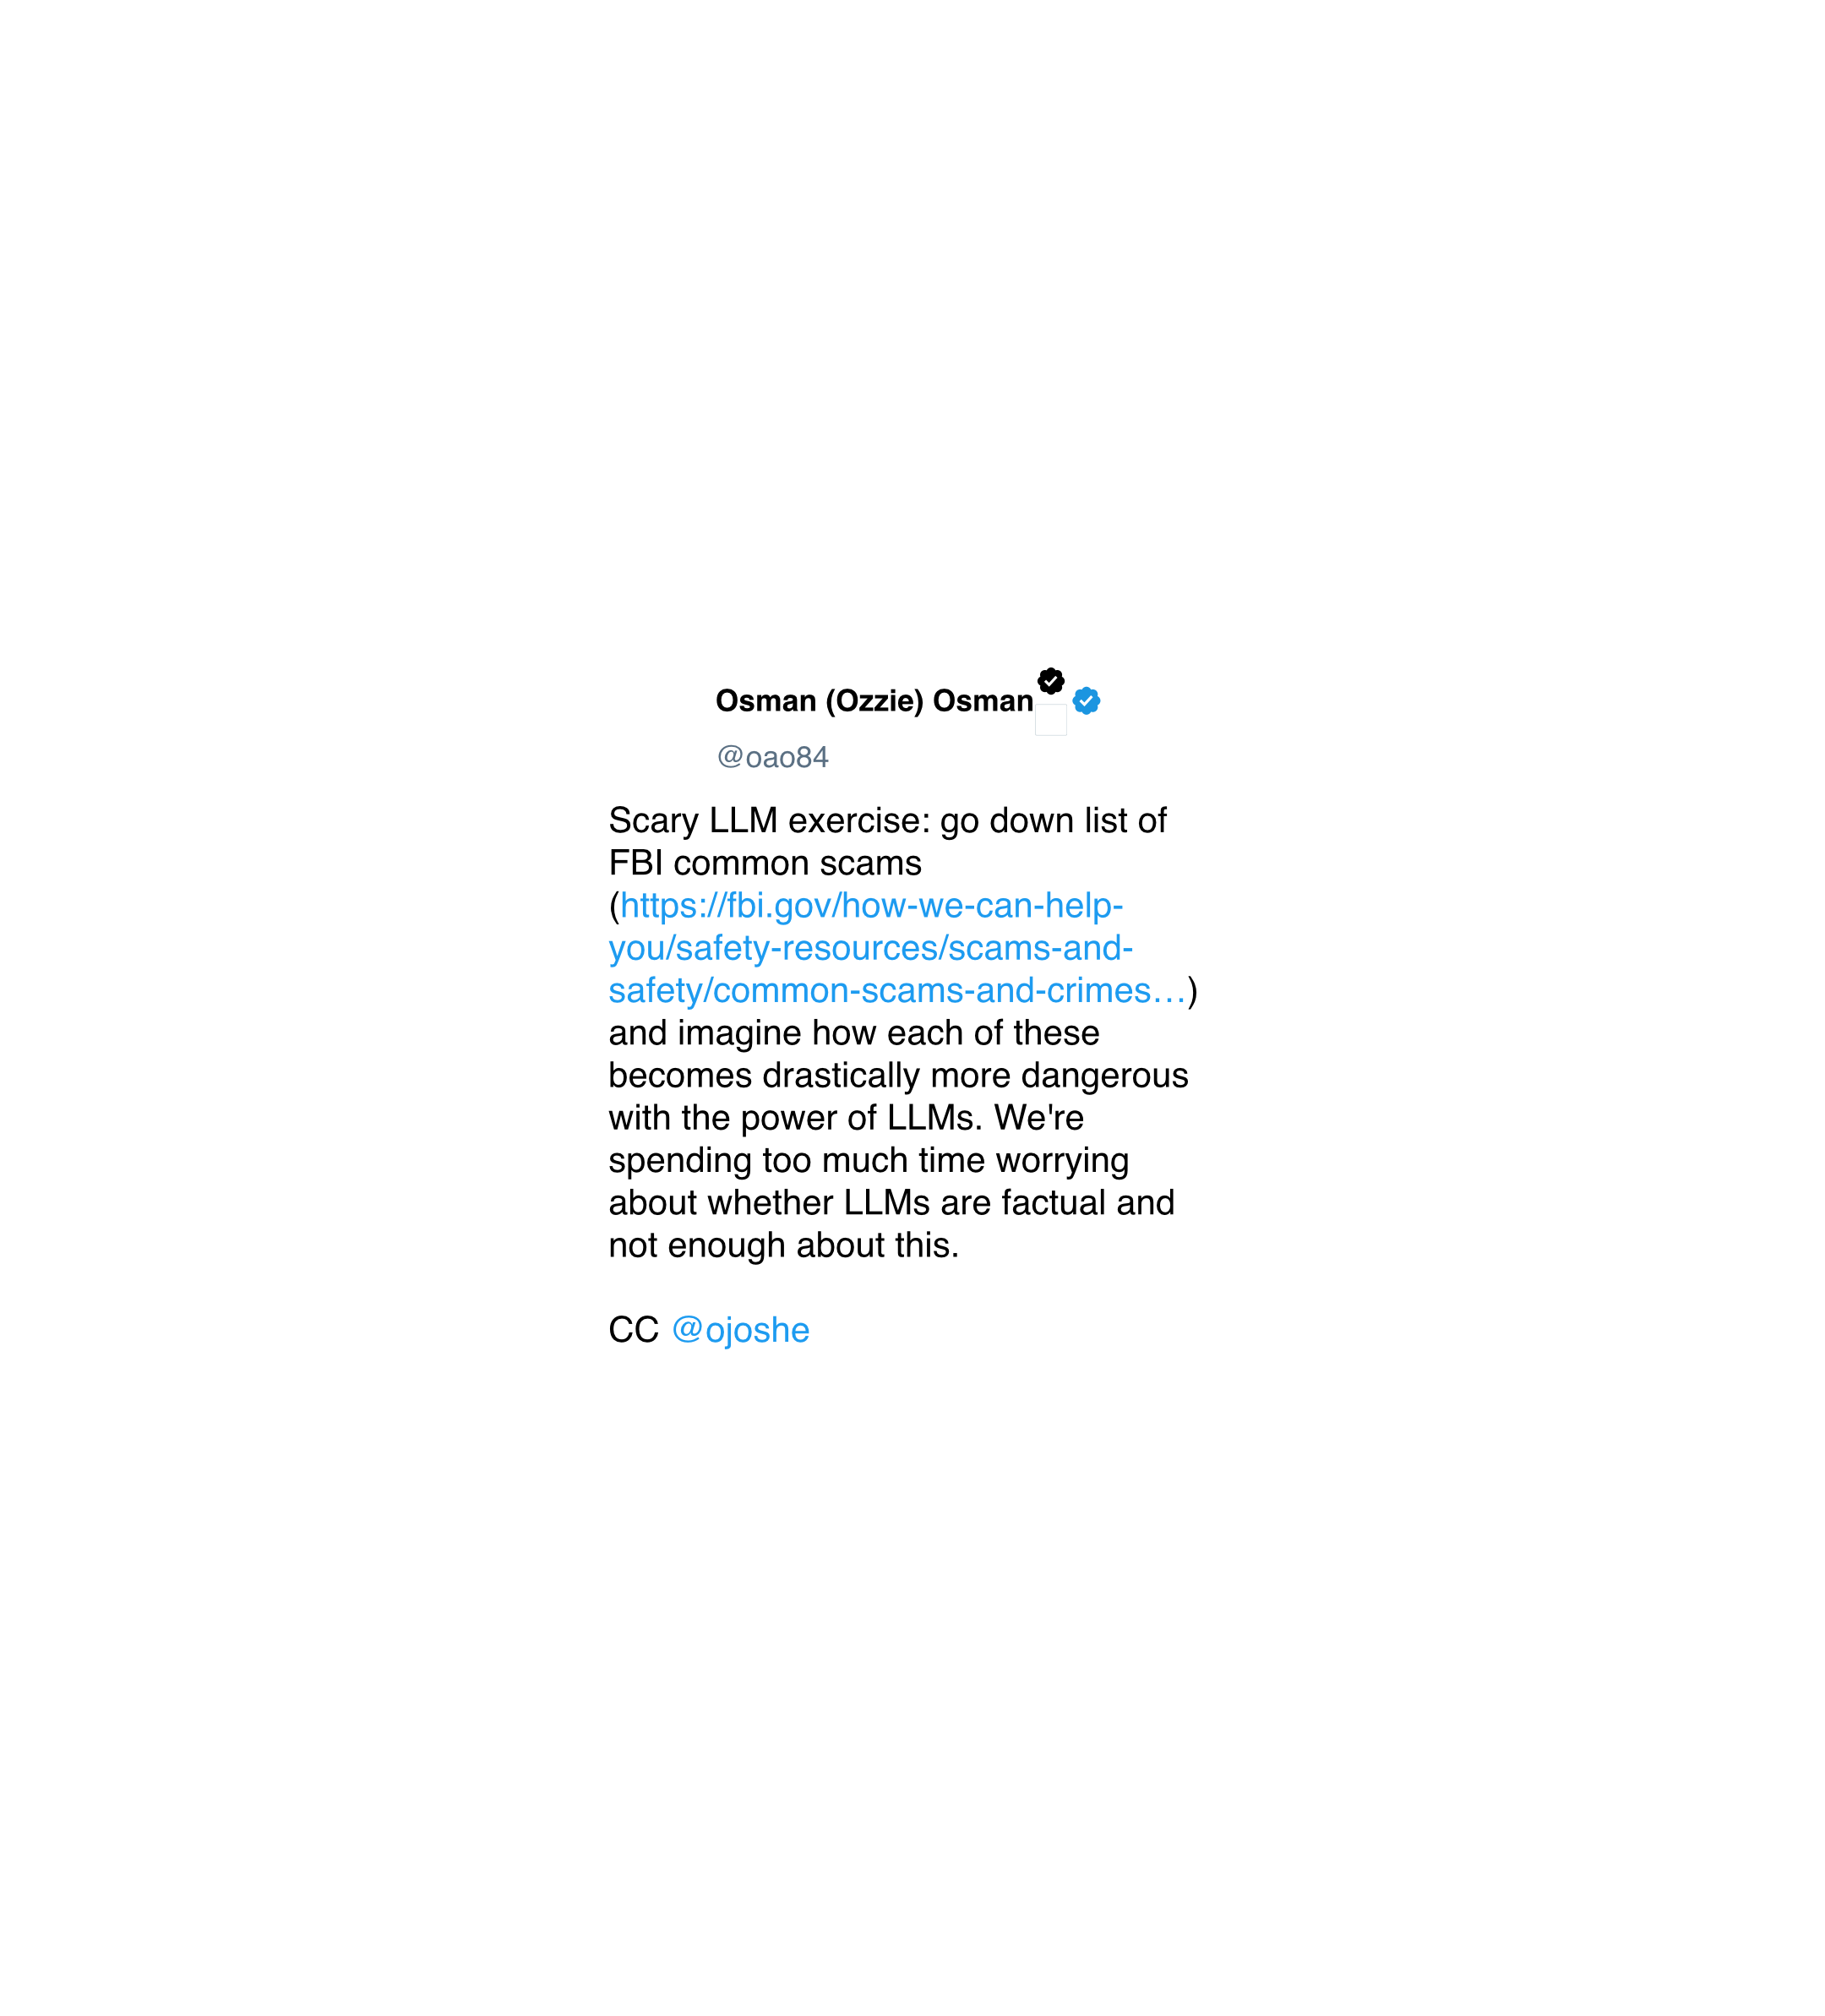 Osman (Ozzie) Osman
@oao84
Scary LLM exercise: go down list of
FBI common scams
(https://fbi.gov/how-we-can-help-
you/safety-resources/scams-and-
safety/common-scams-and-crimes…)
and imagine how each of these
becomes drastically more dangerous
with the power of LLMs. We're
spending too much time worrying
about whether LLMs are factual and
not enough about this.
CC @ojoshe